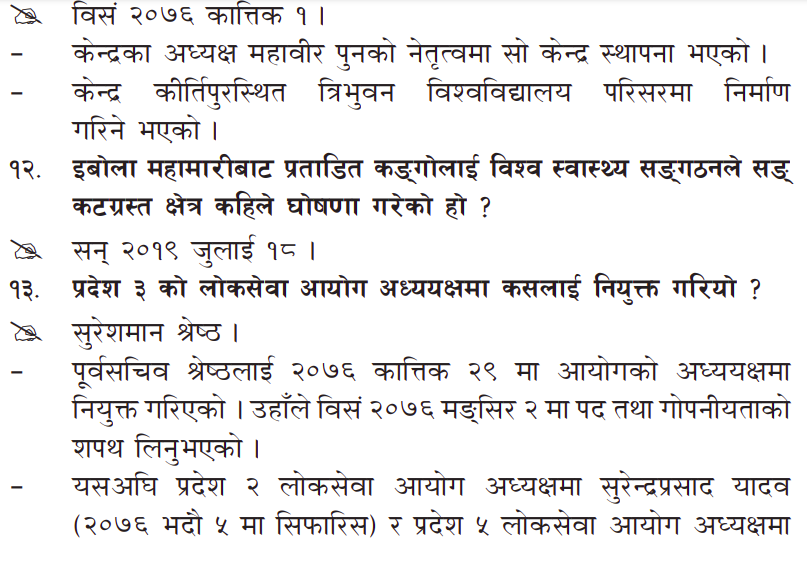 विसं २०७६ कात्तिक १ ।
– केन्द्रका अध्यक्ष महावीर पुनको नेतृत्वमा सो केन्द्र स्थापना भएको ।
– केन्द्र कीर्तिपुरस्थित त्रिभुवन विश्वविद्यालय परिसरमा निर्माण
गरिने भएको ।
१२. इबोला महामारीबाट प्रताडित कङ्गोलाई विश्व स्वास्थ्य सङ्गठनले सङ्
कटग्रस्त क्षेत्र कहिले घोषणा गरेको हो ?
सन् २०१९ जुलाई १८ ।
१३. प्रदेश ३ को लोकसेवा आयोग अध्ययक्षमा कसलाई नियुक्त गरियो ?
सुरेशमान श्रेष्ठ ।
– पूर्वसचिव श्रेष्ठलाई २०७६ कात्तिक २९ मा आयोगको अध्ययक्षमा
नियुक्त गरिएको । उहाँले विसं २०७६ मङ्सिर २ मा पद तथा गोपनीयताको
शपथ लिनुभएको ।
– यसअघि प्रदेश २ लोकसेवा आयोग अध्यक्षमा सुरेन्द्रप्रसाद यादव
(२०७६ भदौ ५ मा सिफारिस) र प्रदेश ५ लोकसेवा आयोग अध्यक्षमा